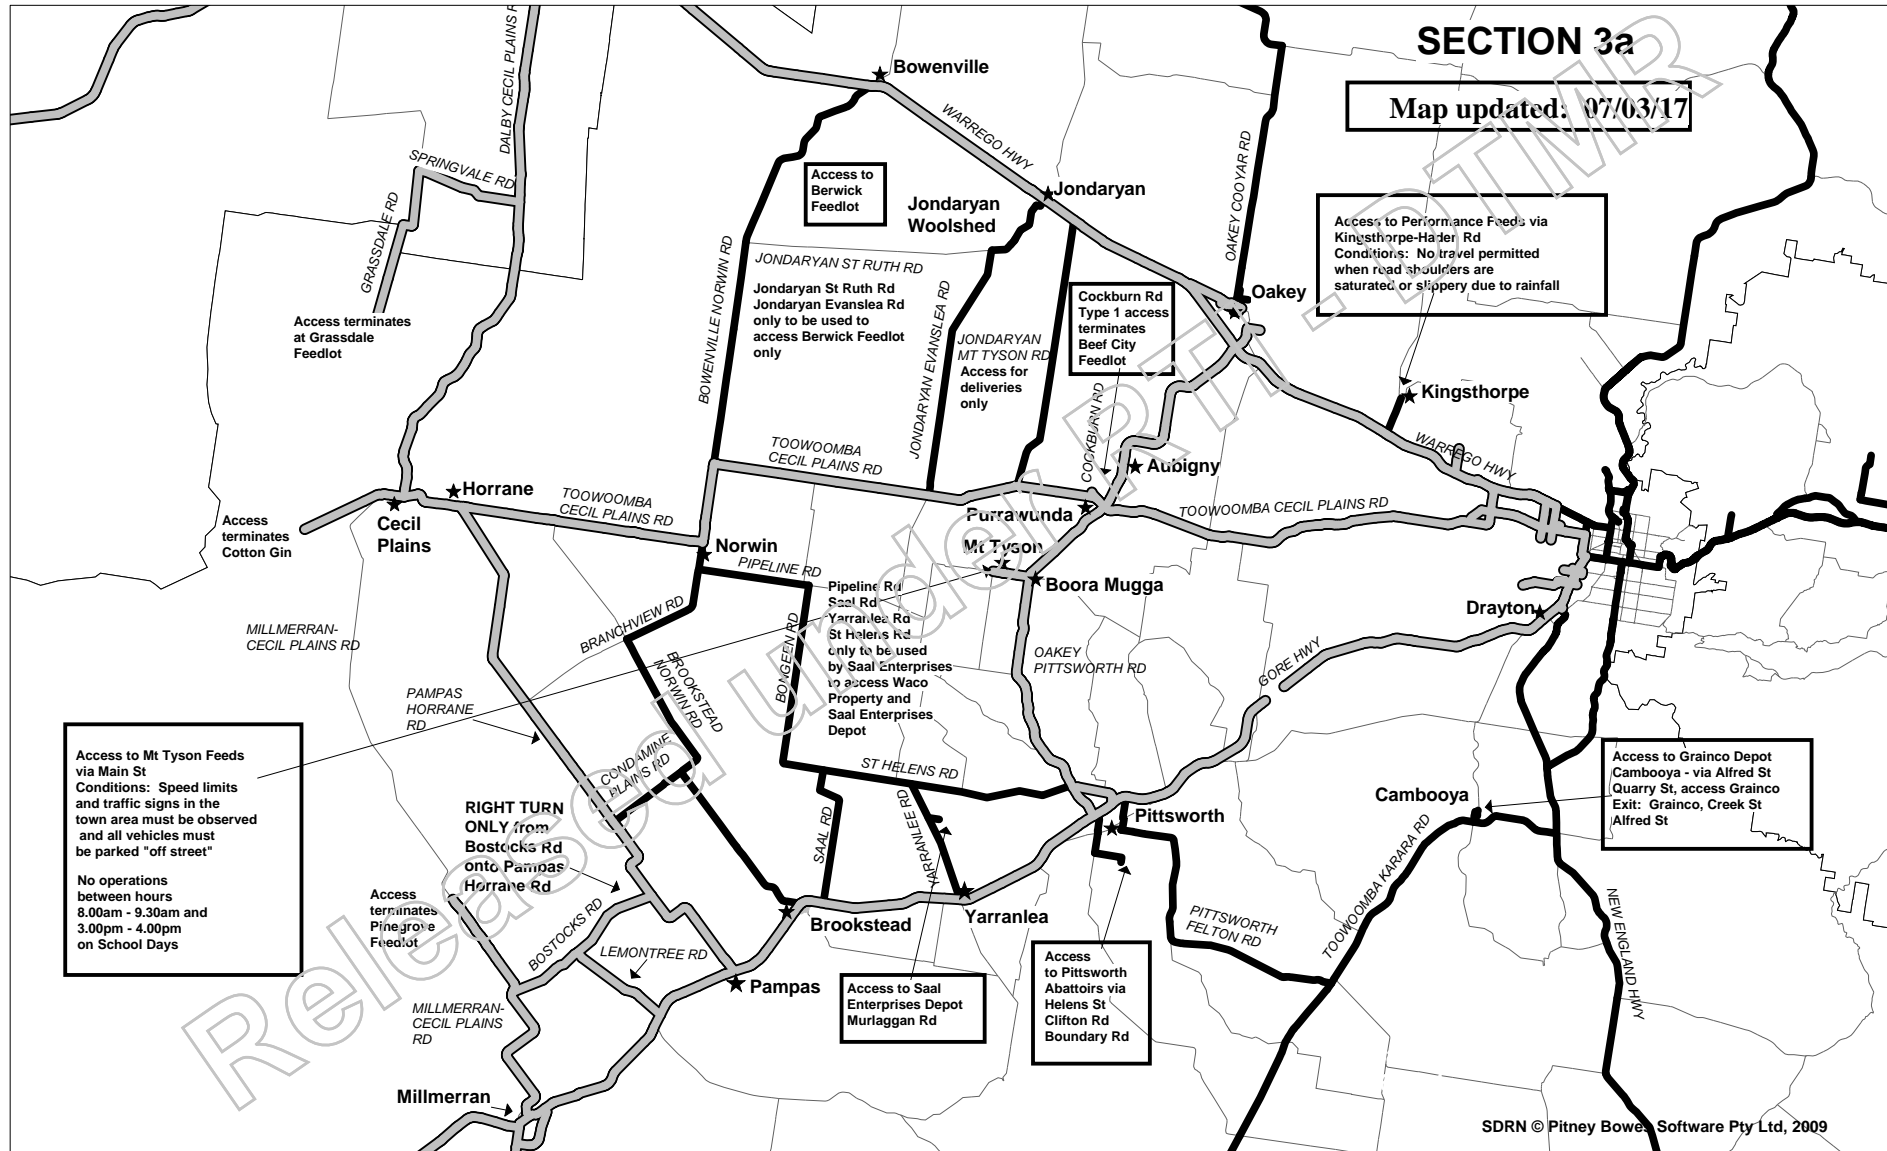 SECTION 3a
Map updated: 07/03/17
Bowenville
DALBY CECIL PLAINS R
WARREGO HWY
SPRINGVALE RD
GRASSDALE RD
Access to
Berwick
Feedlot
Jondaryan
Jondaryan
Woolshed
OAKEY COOYAR RD
Access to Performance Feeds via
Kingsthorpe-Haden Rd
Conditions:  No travel permitted
when road shoulders are
saturated or slippery due to rainfall
BOWENVILLE NORWIN RD
JONDARYAN ST RUTH RD
Jondaryan St Ruth Rd
Jondaryan Evanslea Rd
only to be used to
access Berwick Feedlot
only
JONDARYAN EVANSLEA RD
Cockburn Rd
Type 1 access
terminates
Beef City
Feedlot
Oakey
Access terminates
at Grassdale
Feedlot
JONDARYAN
MT TYSON RD
Access for
deliveries
only
COCKBURN RD
Kingsthorpe
WARREGO HWY
TOOWOOMBA
CECIL PLAINS RD
Aubigny
Horrane
TOOWOOMBA
CECIL PLAINS RD
Cecil
Plains
Access
terminates
Cotton Gin
Purrawunda
TOOWOOMBA CECIL PLAINS RD
Norwin
PIPELINE RD
Mt Tyson
Boora Mugga
Pipeline Rd
Saal Rd
Yarranlea Rd
St Helens Rd
only to be used
by Saal Enterprises
to access Waco
Property and
Saal Enterprises
Depot
BRANCHVIEW RD
BONGEEN RD
BROOKSTEAD
NORWIN RD
Drayton
MILLMERRAN-
CECIL PLAINS RD
OAKEY
PITTSWORTH RD
GORE HWY
PAMPAS
HORRANE
RD
CONDAMINE
PLAINS RD
ST HELENS RD
Access to Mt Tyson Feeds
via Main St
Conditions:  Speed limits
and traffic signs in the
town area must be observed
and all vehicles must
be parked "off street"
No operations
between hours
8.00am - 9.30am and
3.00pm - 4.00pm
on School Days
RIGHT TURN
ONLY from
Bostocks Rd
onto Pampas
Horrane Rd
SAAL RD
YARRANLEE RD
Pittsworth
Cambooya
Access to Grainco Depot
Cambooya - via Alfred St
Quarry St, access Grainco
Exit:  Grainco, Creek St
Alfred St
TOOWOOMBA KARARA RD
NEW ENGLAND HWY
Access
terminates
Pinegrove
Feedlot
BOSTOCKS RD
LEMONTREE RD
Brookstead
Yarranlea
PITTSWORTH
FELTON RD
Pampas
Access to Saal
Enterprises Depot
Murlaggan Rd
Access
to Pittsworth
Abattoirs via
Helens St
Clifton Rd
Boundary Rd
MILLMERRAN-
CECIL PLAINS
RD
Millmerran
SDRN © Pitney Bowes Software Pty Ltd, 2009
Released under RTI - DTMR